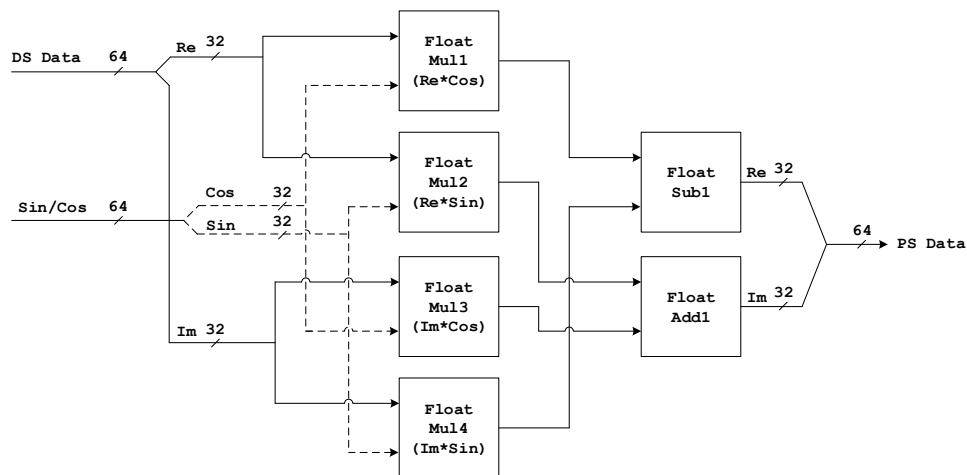 DS Data
64
Re
32
Float
Mul1
(Re*Cos)
Float
Mul2
(Re*Sin)
Sin/Cos
64
Cos
32
Sin
32
Float
Mul3
(Im*Cos)
Im
32
Float
Mul4
(Im*Sin)
Float
Sub1
Re
32
Float
Add1
Im
32
64
PS Data